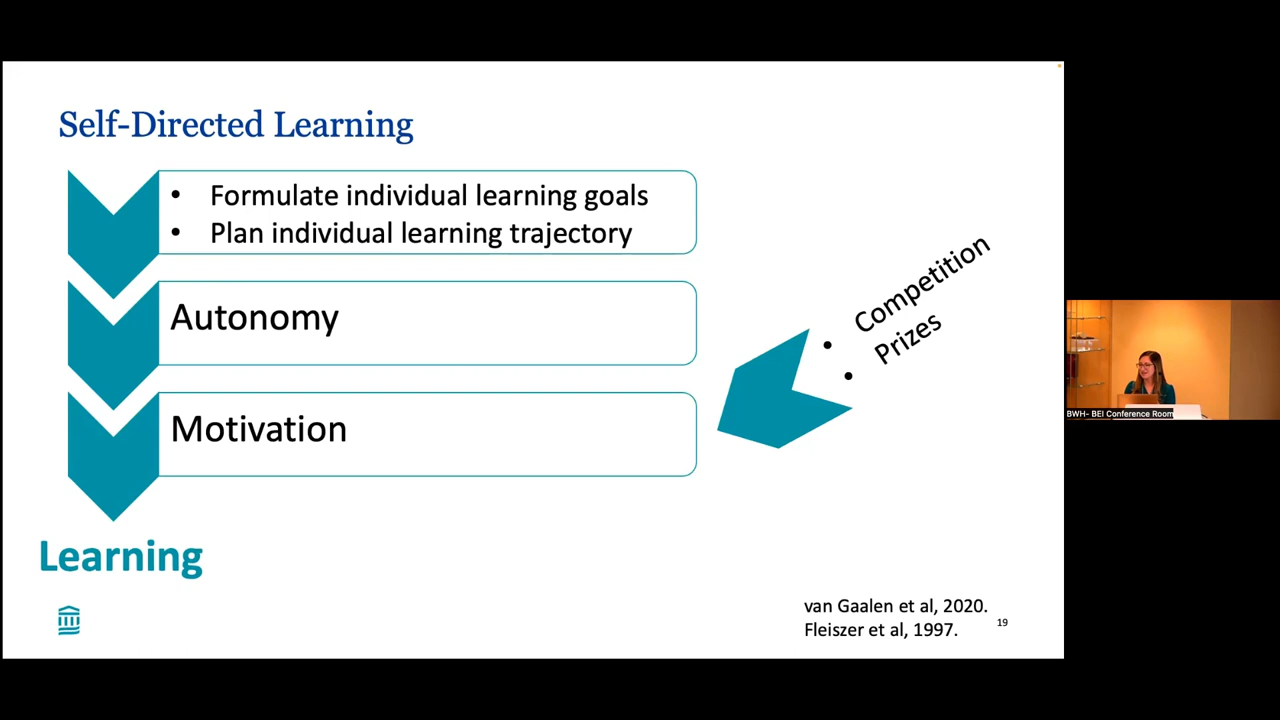 Self-Directed Learning
• Formulate individual learning goals
• Plan individual learning trajectory
Autonomy
Motivation
Learning
• Competition
• Prizes
van Gaalen et al, 2020.
Fleiszer et al, 1997.
19
BWH- BEI Conference Room